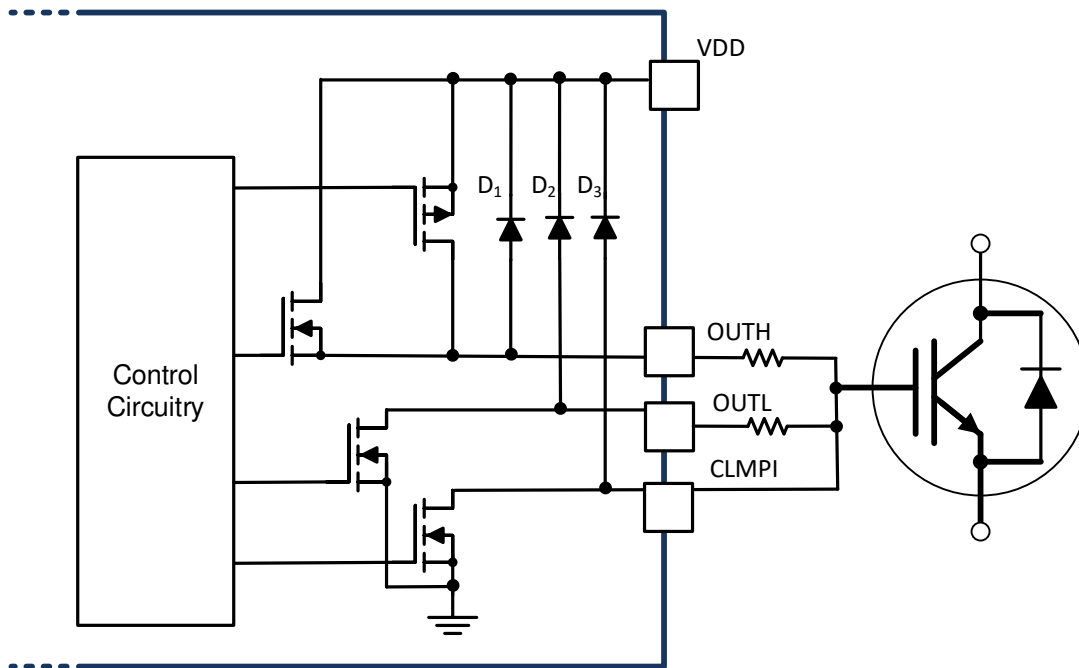 VDD
D₁ D₂ D₃
OUTH
Control
Circuitry
OUTL
CLMPI